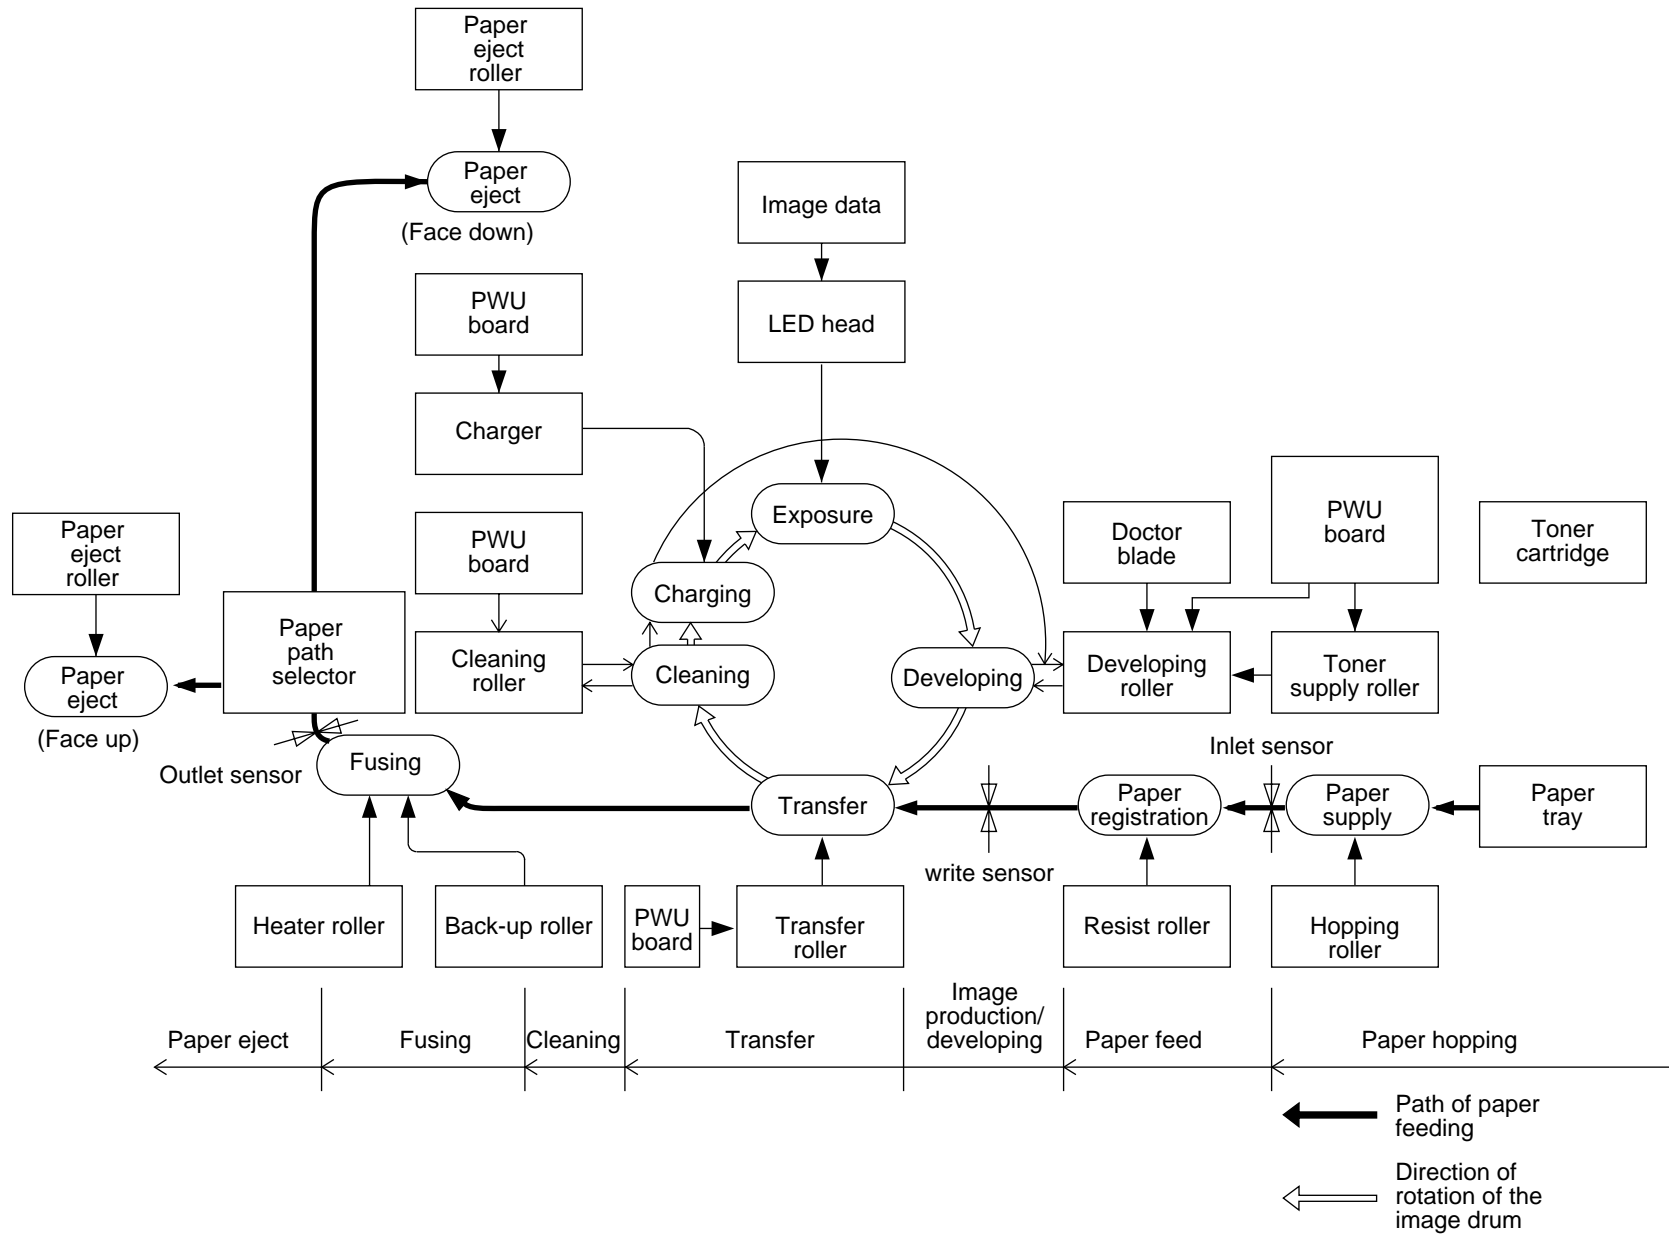 Paper
eject
roller
Paper
eject
(Face down)
Image data
PWU
board
LED head
Charger
Exposure
PWU
board
Charging
Doctor
blade
PWU
board
Toner
cartridge
Paper
eject
roller
Paper
path
selector
Cleaning
roller
Cleaning
Developing
Developing
roller
Toner
supply roller
Paper
eject
(Face up)
Outlet sensor
Fusing
Transfer
write sensor
Paper
registration
Inlet sensor
Paper
supply
Paper
tray
Heater roller
Back-up roller
PWU
board
Transfer
roller
Resist roller
Hopping
roller
Paper eject
Fusing
Cleaning
Transfer
Image
production/
developing
Paper feed
Paper hopping
Path of paper
feeding
Direction of
rotation of the
image drum